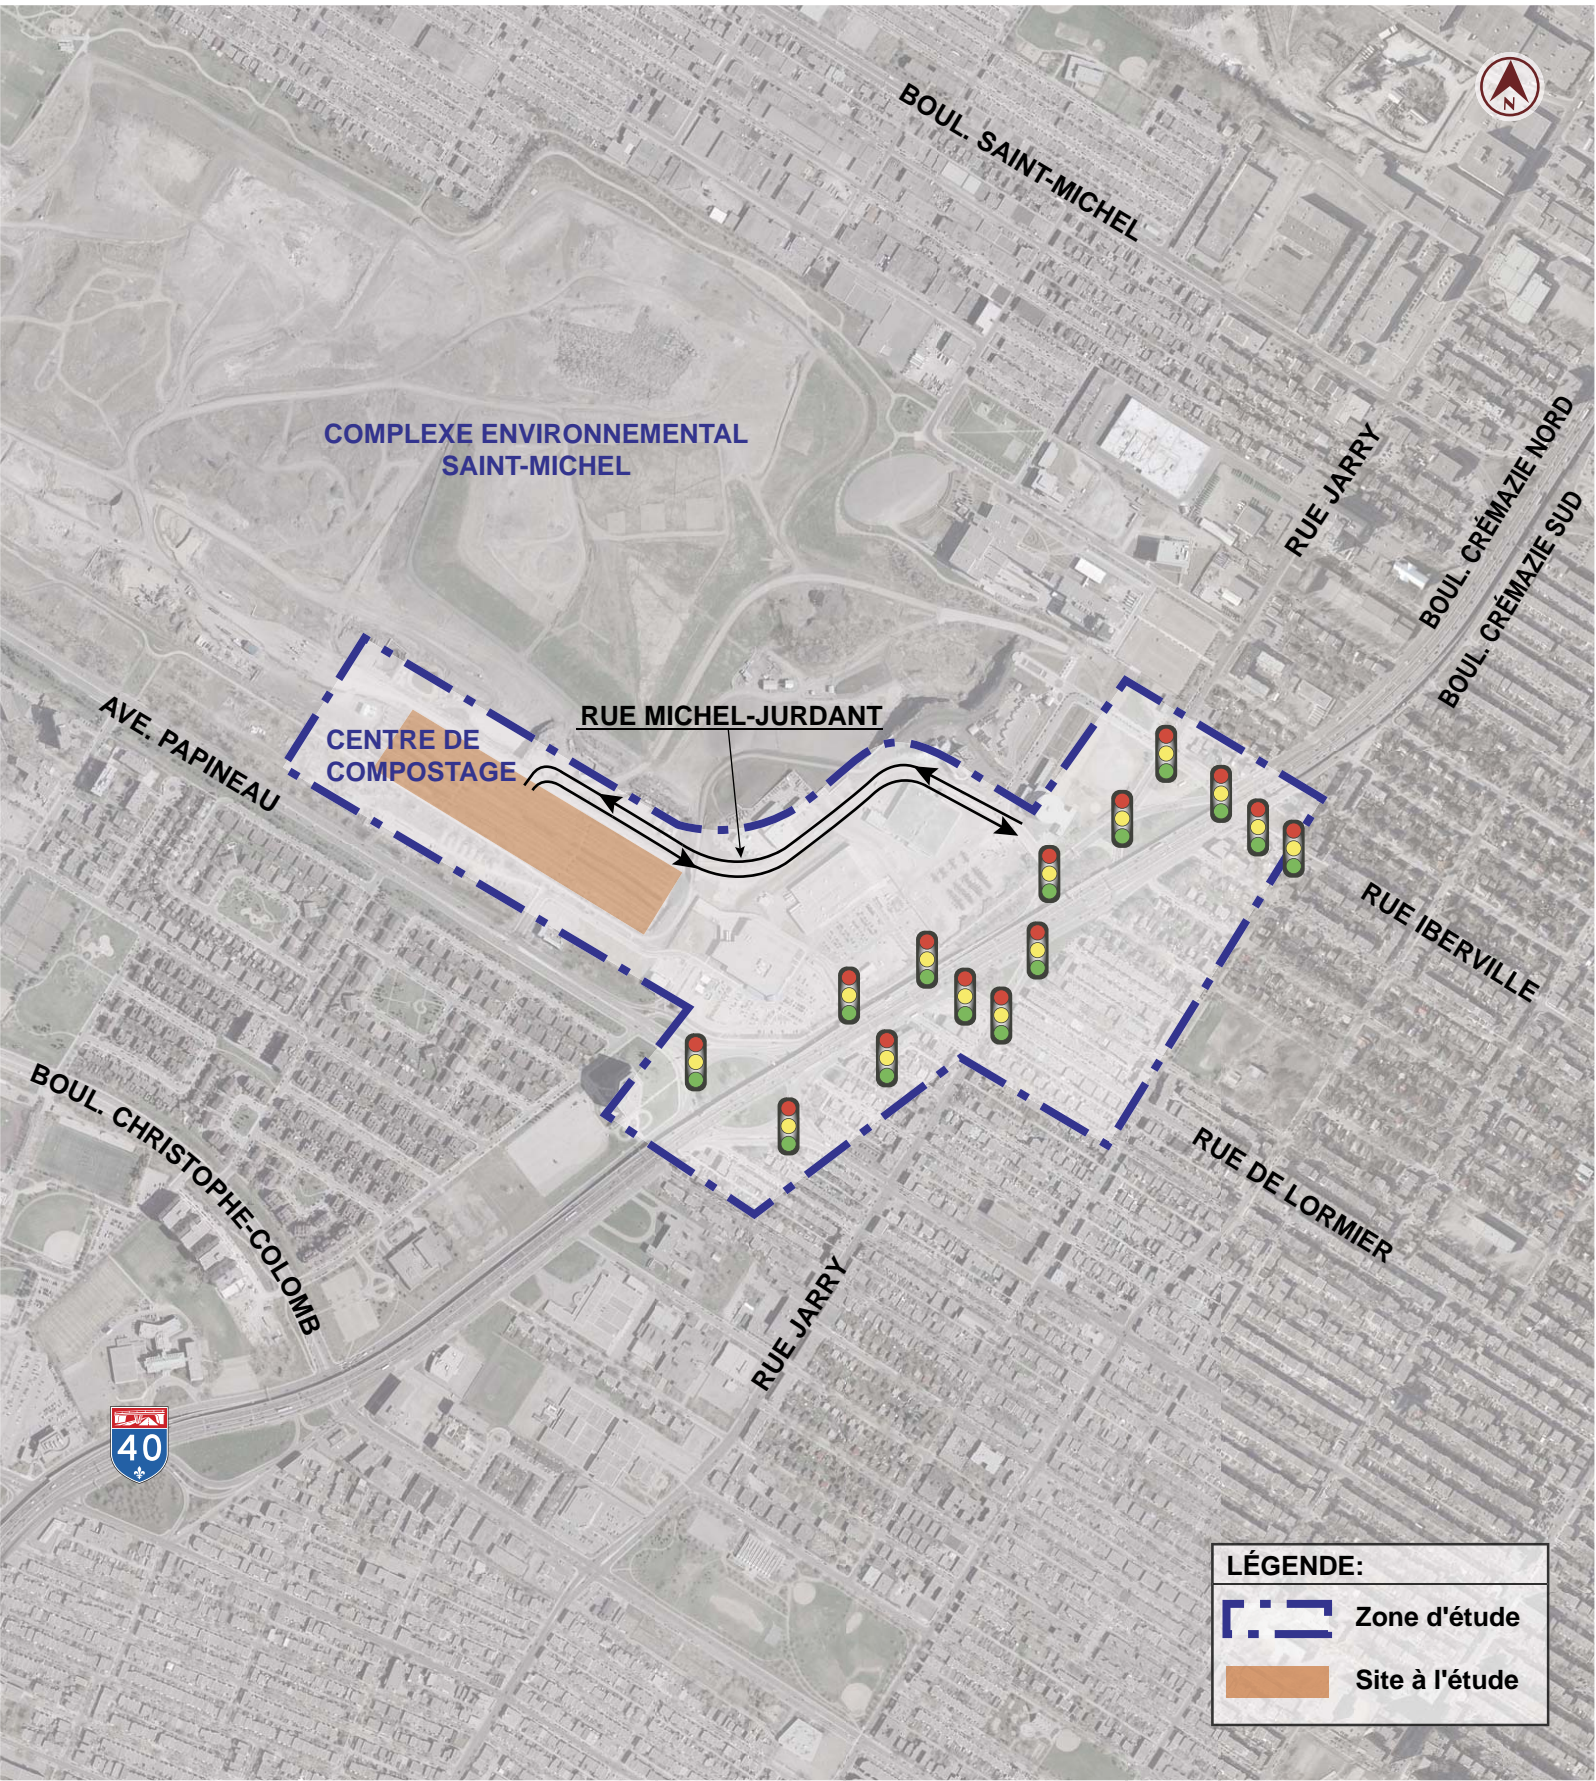 BOUL. SAINT-MICHEL
N
COMPLEXE ENVIRONNEMENTAL
SAINT-MICHEL
RUE JARRY
BOUL. CRÉMAZIE NORD
BOUL. CRÉMAZIE SUD
RUE MICHEL-JURDANT
AVE. PAPINEAU
CENTRE DE
COMPOSTAGE
RUE IBERVILLE
BOUL. CHRISTOPHE-COLOMB
RUE DE LORMIER
RUE JARRY
40
LÉGENDE:
Zone d'étude
Site à l'étude